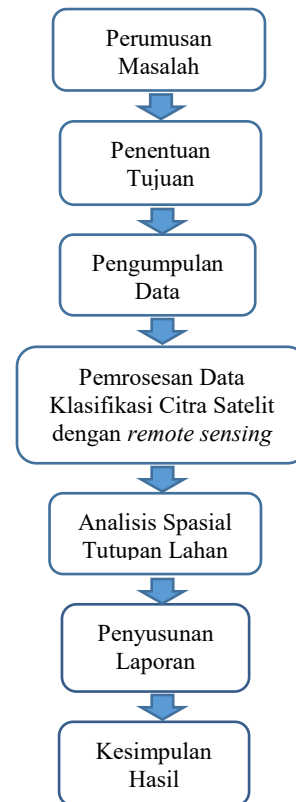 Perumusan
Masalah
Penentuan
Tujuan
Pengumpulan
Data
Pemrosesan Data
Klasifikasi Citra Satelit
dengan remote sensing
Analisis Spasial
Tutupan Lahan
Penyusunan
Laporan
Kesimpulan
Hasil